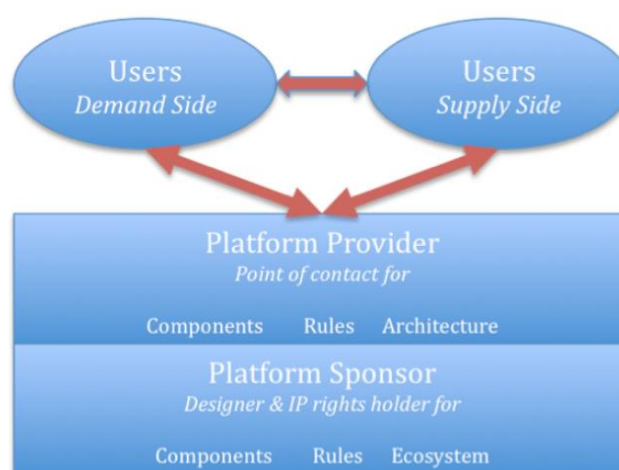 Users
Demand Side
Users
Supply Side
Platform Provider
Point of contact for
Components Rules Architecture
Platform Sponsor
Designer & IP rights holder for
Components Rules Ecosystem